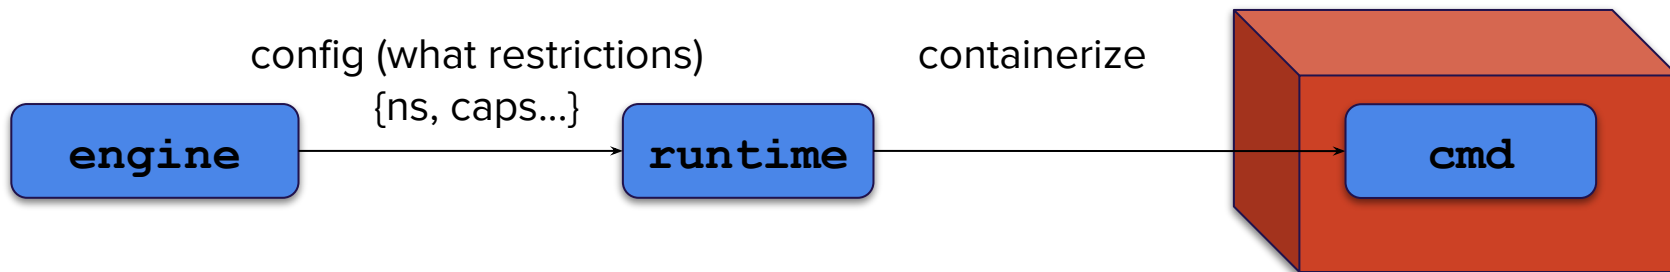 config (what restrictions)
{ns, caps...}
containerize
engine
runtime
cmd